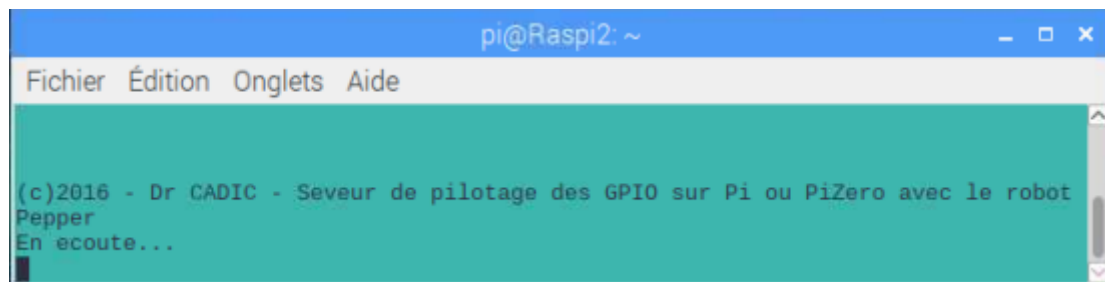 pi@Raspi2: ~
Fichier Édition Onglets Aide
(c)2016 - Dr CADIC - Seveur de pilotage des GPIO sur Pi ou PiZero avec le robot
Pepper
En ecoute...